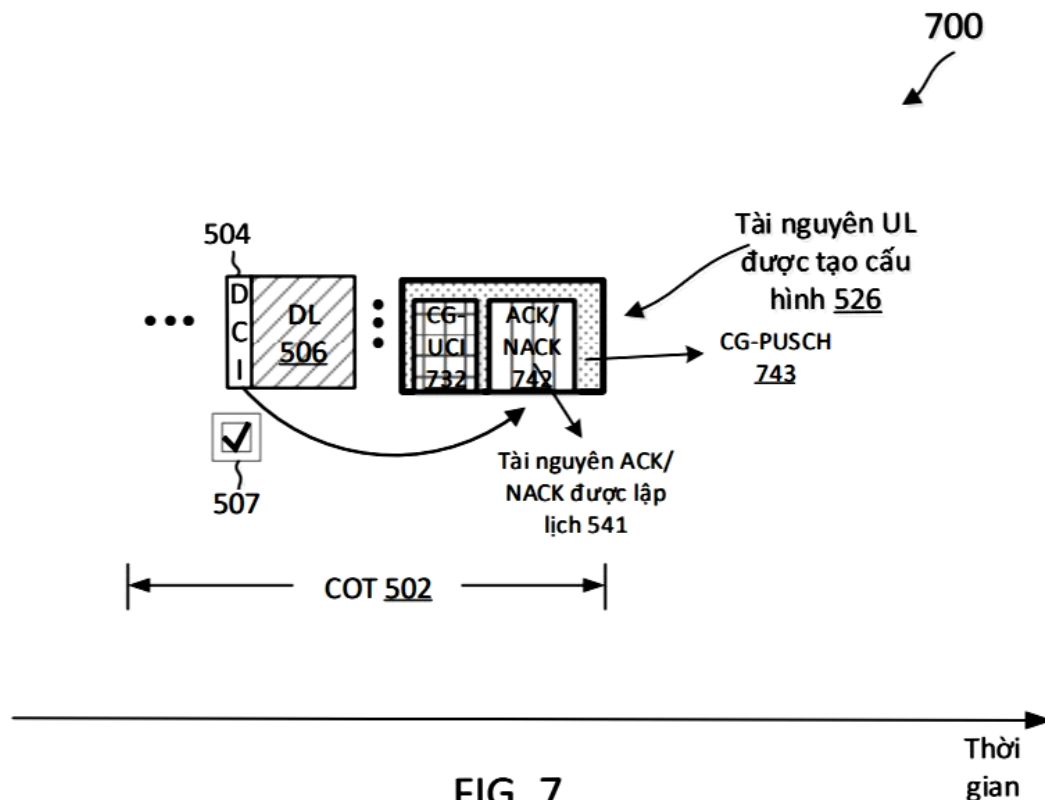 700
504
D
C
I
DL
506
CG-
UCI
732
ACK/
NACK
742
Tài nguyên UL
được tạo cấu
hình 526
CG-PUSCH
743
507
Tài nguyên ACK/
NACK được lập
lịch 541
COT 502
Thời
gian
FIG. 7